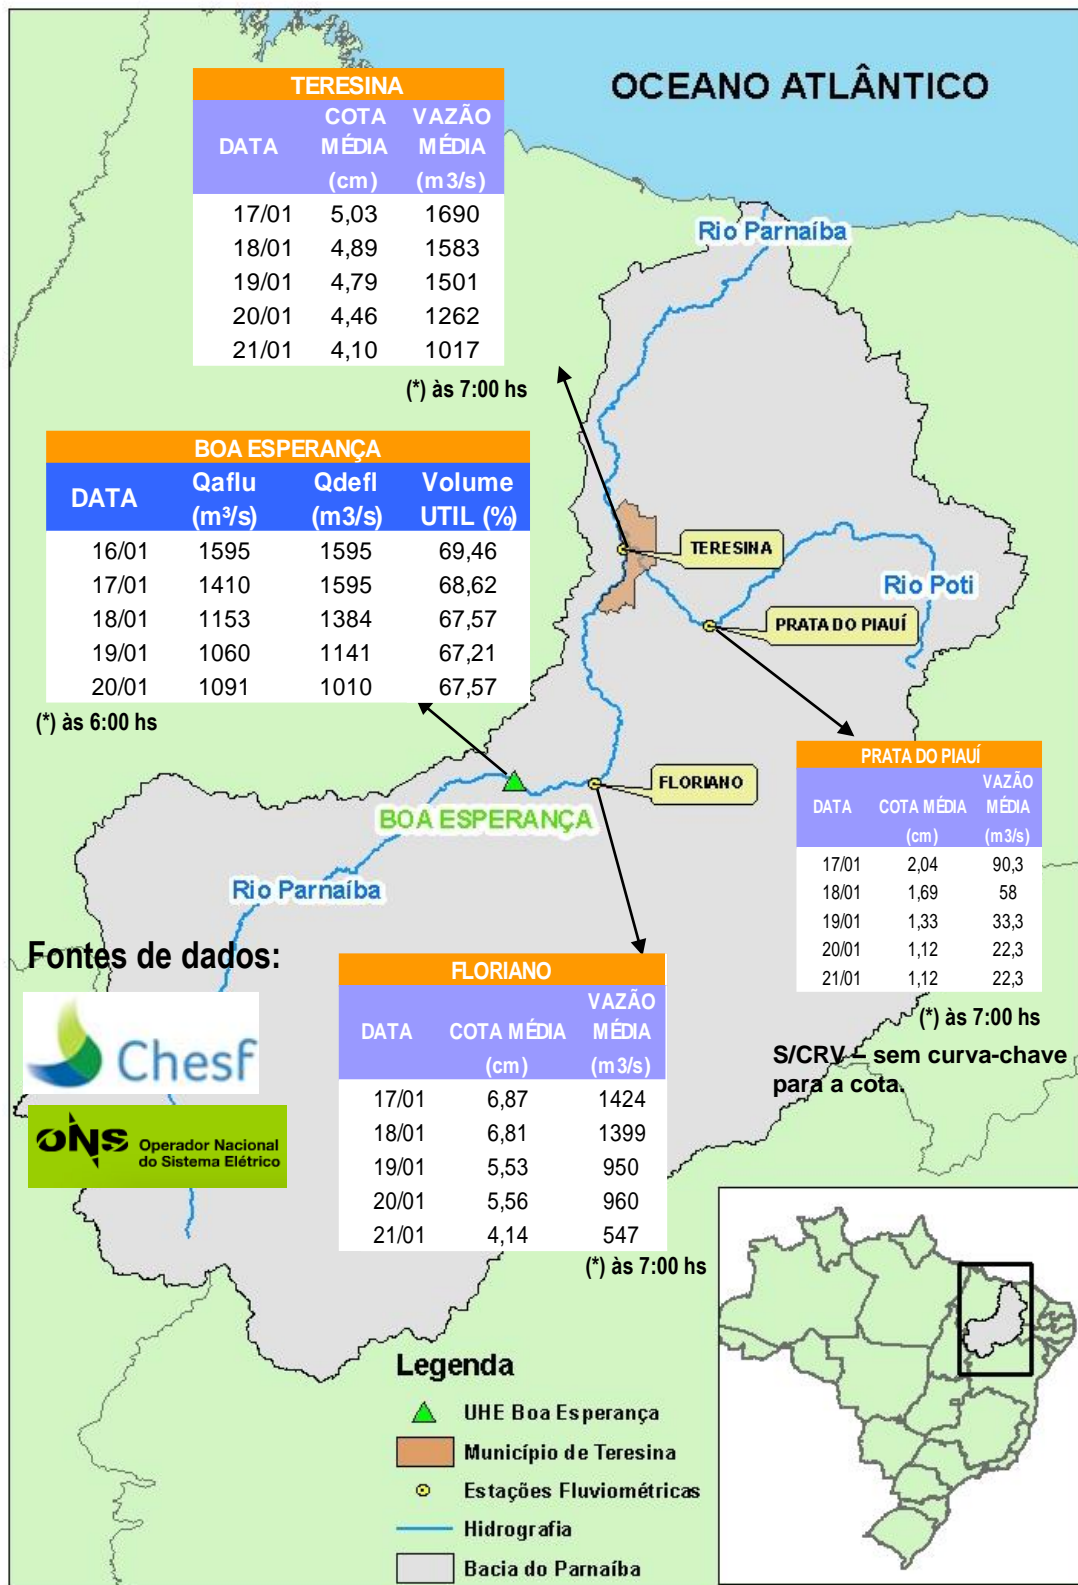 OCEANO ATLÂNTICO
TERESINA
DATA COTA MÉDIA (cm) VAZÃO MÉDIA (m3/s)
17/01 5,03 1690
18/01 4,89 1583
19/01 4,79 1501
20/01 4,46 1262
21/01 4,10 1017
(*) às 7:00 hs
Rio Parnaíba
BOA ESPERANÇA
DATA Qaflu (m³/s) Qdefl (m3/s) Volume UTIL (%)
16/01 1595 1595 69,46
17/01 1410 1595 68,62
18/01 1153 1384 67,57
19/01 1060 1141 67,21
20/01 1091 1010 67,57
(*) às 6:00 hs
TERESINA
Rio Poti
PRATA DO PIAUÍ
FLORIANO
BOA ESPERANÇA
Rio Parnaíba
PRATA DO PIAUÍ
DATA COTA MÉDIA (cm) VAZÃO MÉDIA (m3/s)
17/01 2,04 90,3
18/01 1,69 58
19/01 1,33 33,3
20/01 1,12 22,3
21/01 1,12 22,3
(*) às 7:00 hs
S/CRV – sem curva-chave
para a cota.
Fontes de dados:
Chesf
ONS Operador Nacional
do Sistema Elétrico
FLORIANO
DATA COTA MÉDIA (cm) VAZÃO MÉDIA (m3/s)
17/01 6,87 1424
18/01 6,81 1399
19/01 5,53 950
20/01 5,56 960
21/01 4,14 547
(*) às 7:00 hs
Legenda
UHE Boa Esperança
Município de Teresina
Estações Fluviométricas
Hidrografia
Bacia do Parnaíba